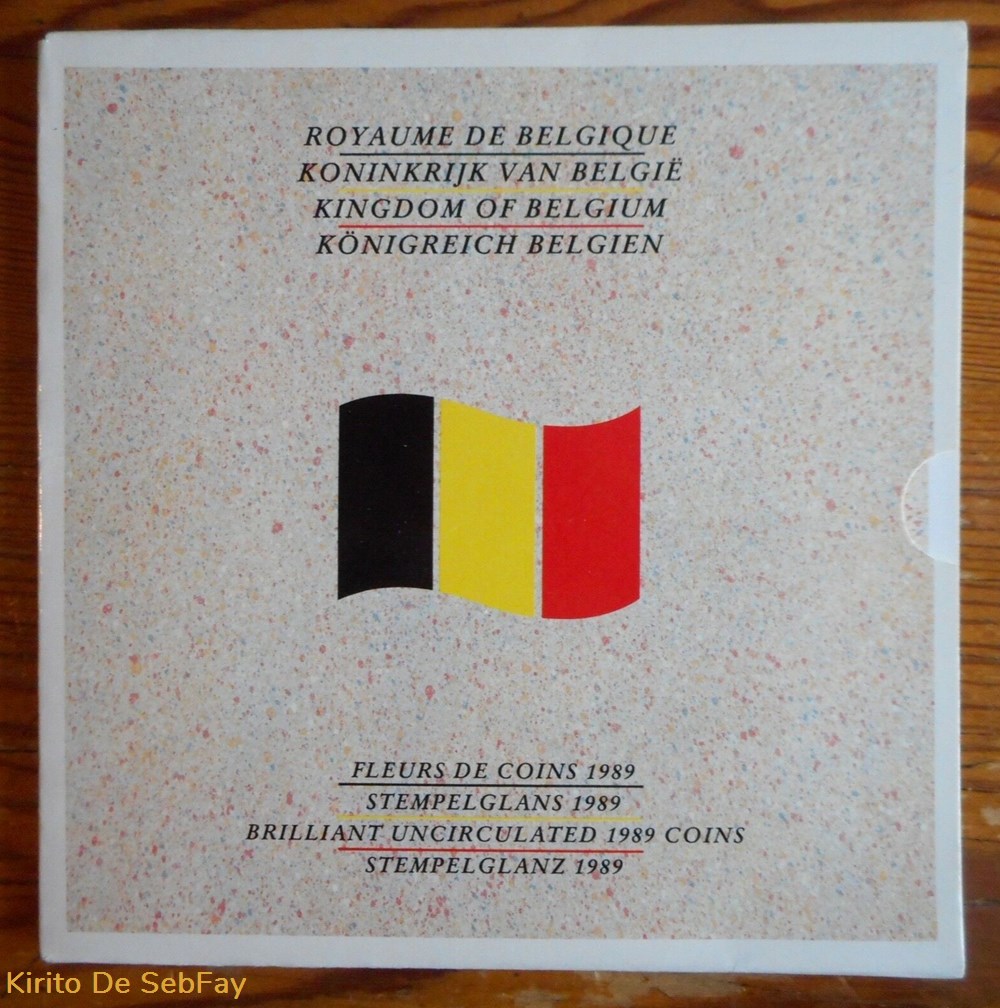 ROYAUME DE BELGIQUE
KONINKRIJK VAN BELGIË
KINGDOM OF BELGIUM
KÖNIGREICH BELGIEN
FLEURS DE COINS 1989
STEMPELGLANS 1989
BRILLIANT UNCIRCULATED 1989 COINS
STEMPELGLANZ 1989
Kirito De SebFay